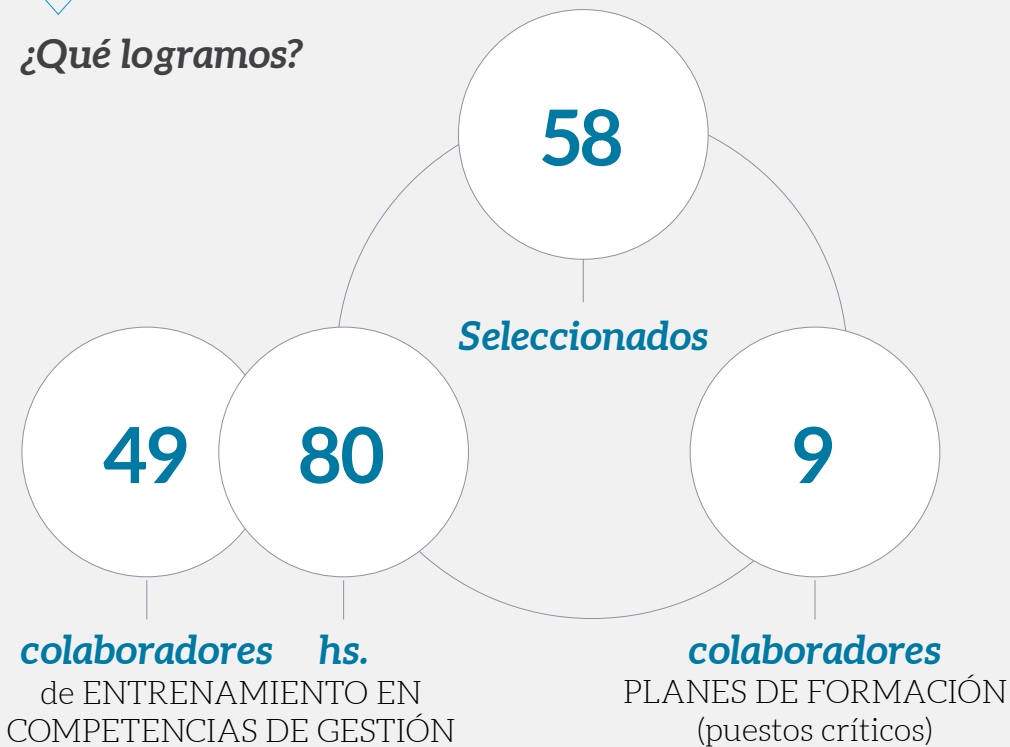 ¿Qué logramos?
58
Seleccionados
49
80
9
colaboradores
hs.
de ENTRENAMIENTO EN
COMPETENCIAS DE GESTIÓN
colaboradores
PLANES DE FORMACIÓN
(puestos críticos)